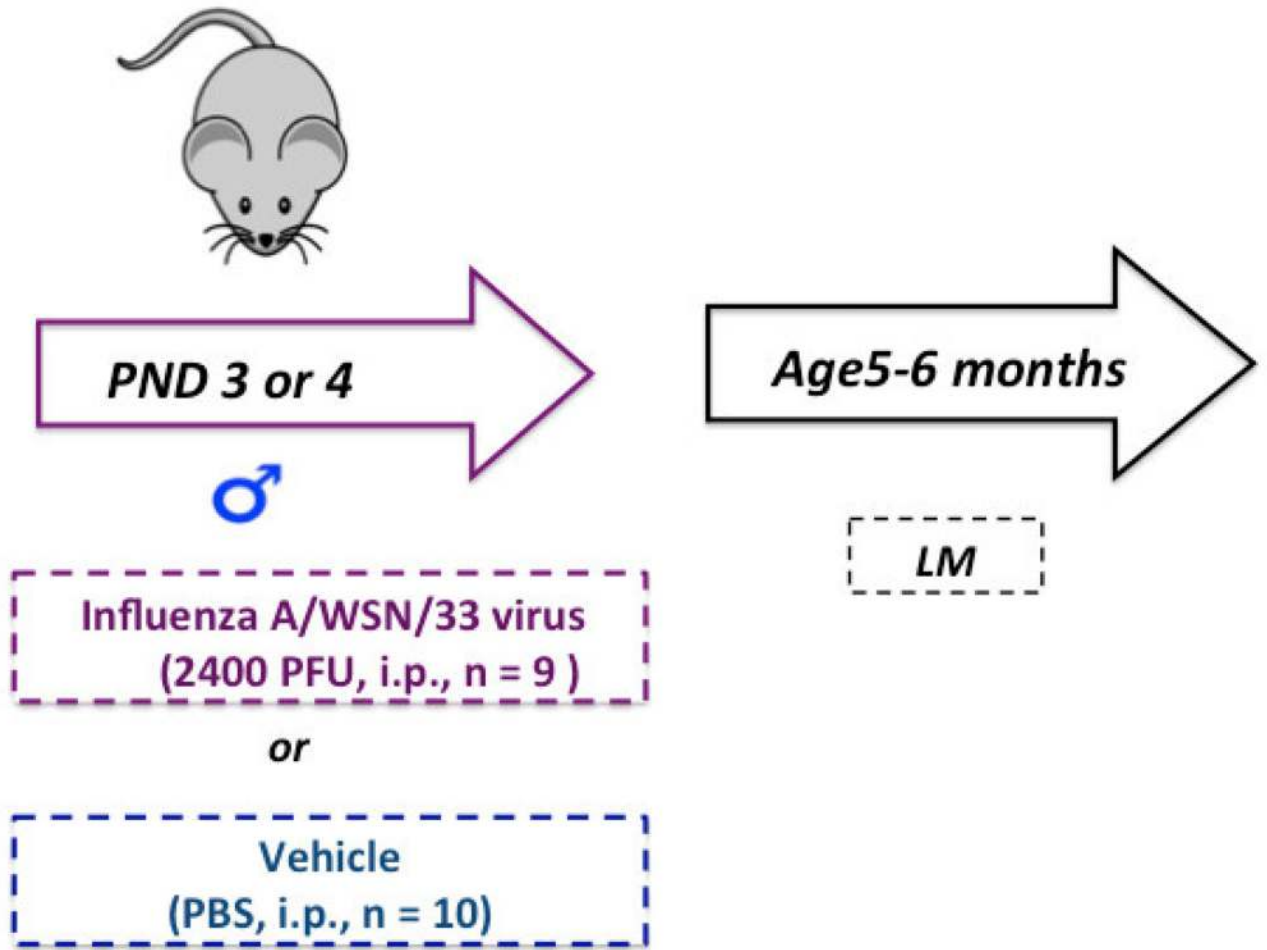 PND 3 or 4
Age5-6 months
LM
Influenza A/WSN/33 virus
(2400 PFU, i.p., n = 9 )
or
Vehicle
(PBS, i.p., n = 10)